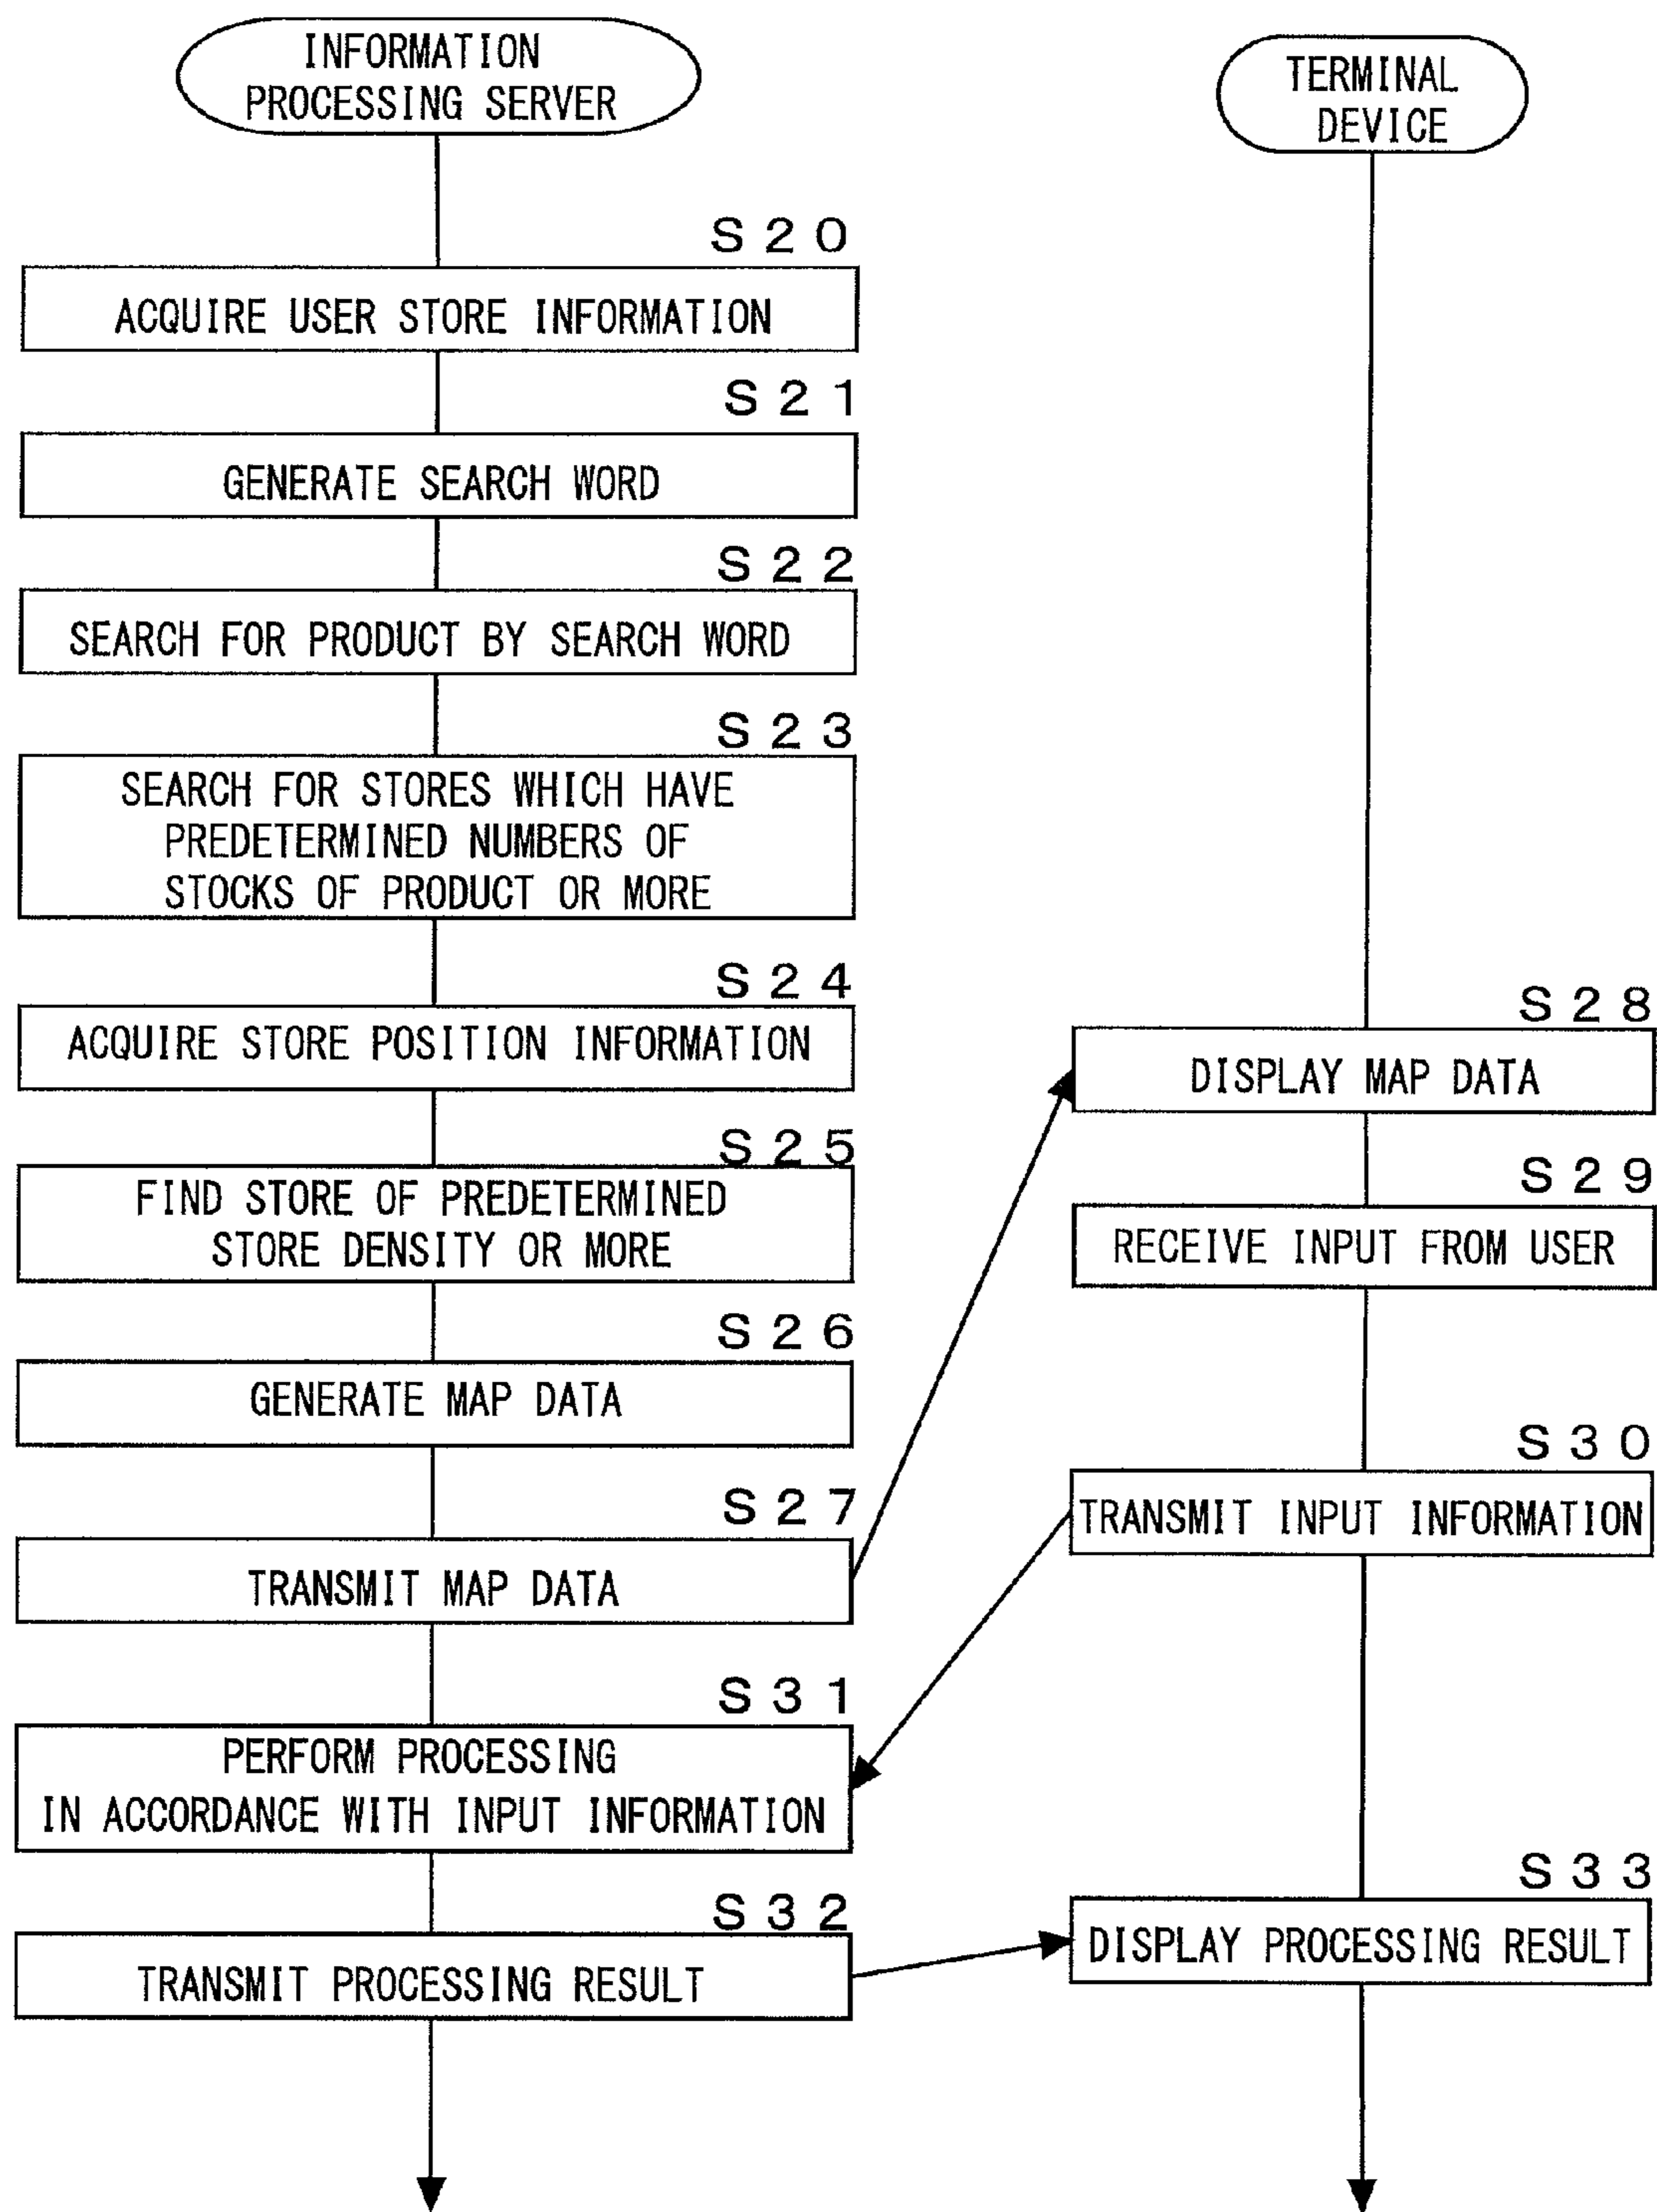 INFORMATION
PROCESSING SERVER
S20
ACQUIRE USER STORE INFORMATION
S21
GENERATE SEARCH WORD
S22
SEARCH FOR PRODUCT BY SEARCH WORD
S23
SEARCH FOR STORES WHICH HAVE
PREDETERMINED NUMBERS OF
STOCKS OF PRODUCT OR MORE
S24
ACQUIRE STORE POSITION INFORMATION
S25
FIND STORE OF PREDETERMINED
STORE DENSITY OR MORE
S26
GENERATE MAP DATA
S27
TRANSMIT MAP DATA
S31
PERFORM PROCESSING
IN ACCORDANCE WITH INPUT INFORMATION
S32
TRANSMIT PROCESSING RESULT
TERMINAL
DEVICE
S28
DISPLAY MAP DATA
S29
RECEIVE INPUT FROM USER
S30
TRANSMIT INPUT INFORMATION
S33
DISPLAY PROCESSING RESULT